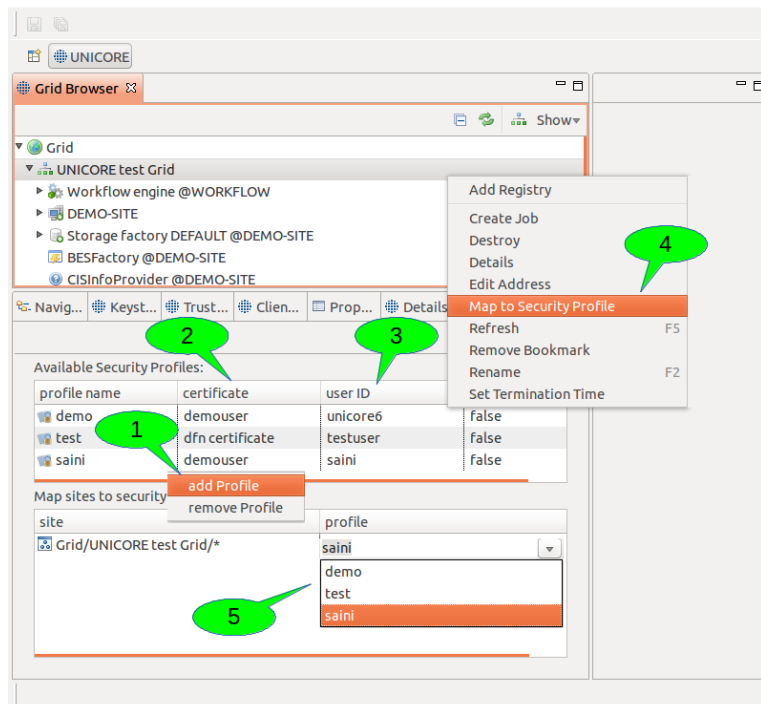 UNICORE
Grid Browser
Show
Grid
UNICORE test Grid
Workflow engine @WORKFLOW
DEMO-SITE
Storage factory DEFAULT @DEMO-SITE
BESFactory @DEMO-SITE
CISInfoProvider @DEMO-SITE
Add Registry
Create Job
Destroy
Details
Edit Address
Map to Security Profile
Refresh F5
Remove Bookmark
Rename F2
Set Termination Time
4
Navig... Keyst... Trust... Clien... Prop... Details
2
3
Available Security Profiles:
profile name certificate user ID
demo demouser unicore6 false
test dfn certificate testuser false
saini demouser saini false
1
add Profile
remove Profile
Map sites to security
site profile
Grid/UNICORE test Grid/* saini
demo
test
saini
5